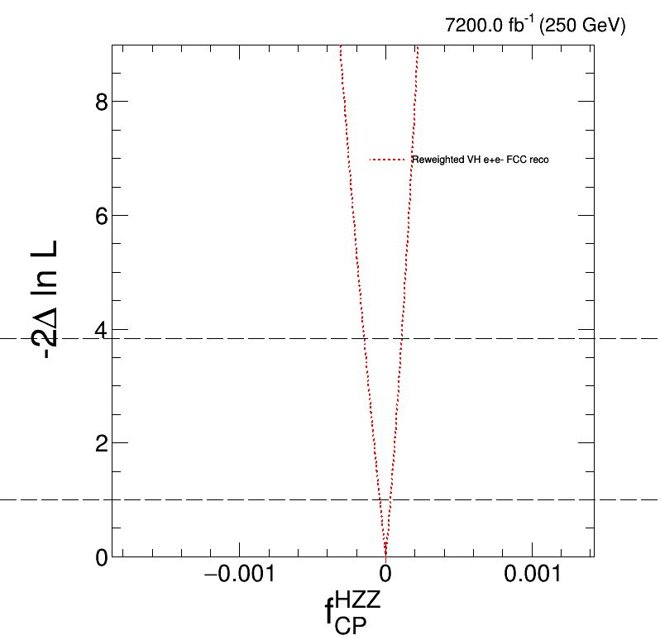 7200.0 fb-1 (250 GeV)
8
Reweighted VH e+e- FCC reco
6
-2Δ ln L
4
2
0
−0.001 0 0.001
f_CP^HZZ